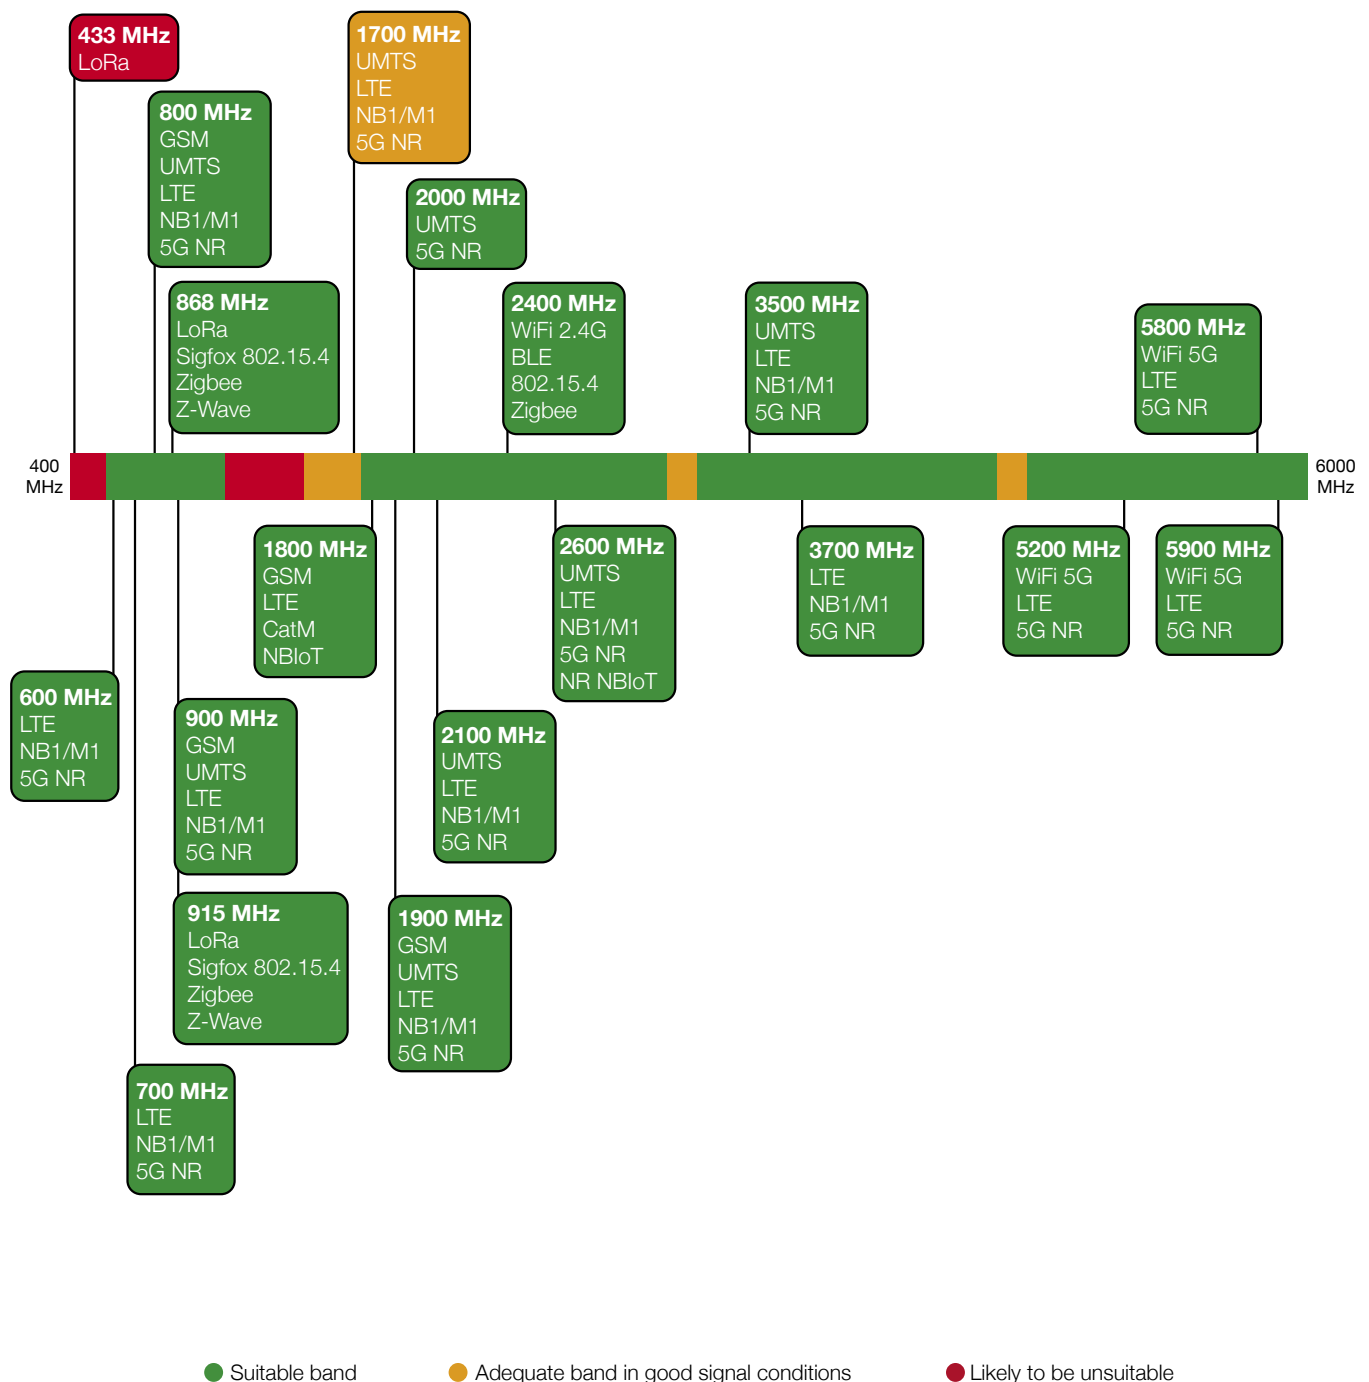 433 MHz
LoRa
1700 MHz
UMTS
LTE
NB1/M1
5G NR
800 MHz
GSM
UMTS
LTE
NB1/M1
5G NR
2000 MHz
UMTS
5G NR
868 MHz
LoRa
Sigfox 802.15.4
Zigbee
Z-Wave
2400 MHz
WiFi 2.4G
BLE
802.15.4
Zigbee
3500 MHz
UMTS
LTE
NB1/M1
5G NR
5800 MHz
WiFi 5G
LTE
5G NR
400
MHz
6000
MHz
1800 MHz
GSM
LTE
CatM
NBIoT
2600 MHz
UMTS
LTE
NB1/M1
5G NR
NR NBIoT
3700 MHz
LTE
NB1/M1
5G NR
5200 MHz
WiFi 5G
LTE
5G NR
5900 MHz
WiFi 5G
LTE
5G NR
600 MHz
LTE
NB1/M1
5G NR
900 MHz
GSM
UMTS
LTE
NB1/M1
5G NR
2100 MHz
UMTS
LTE
NB1/M1
5G NR
915 MHz
LoRa
Sigfox 802.15.4
Zigbee
Z-Wave
1900 MHz
GSM
UMTS
LTE
NB1/M1
5G NR
700 MHz
LTE
NB1/M1
5G NR
Suitable band
Adequate band in good signal conditions
Likely to be unsuitable